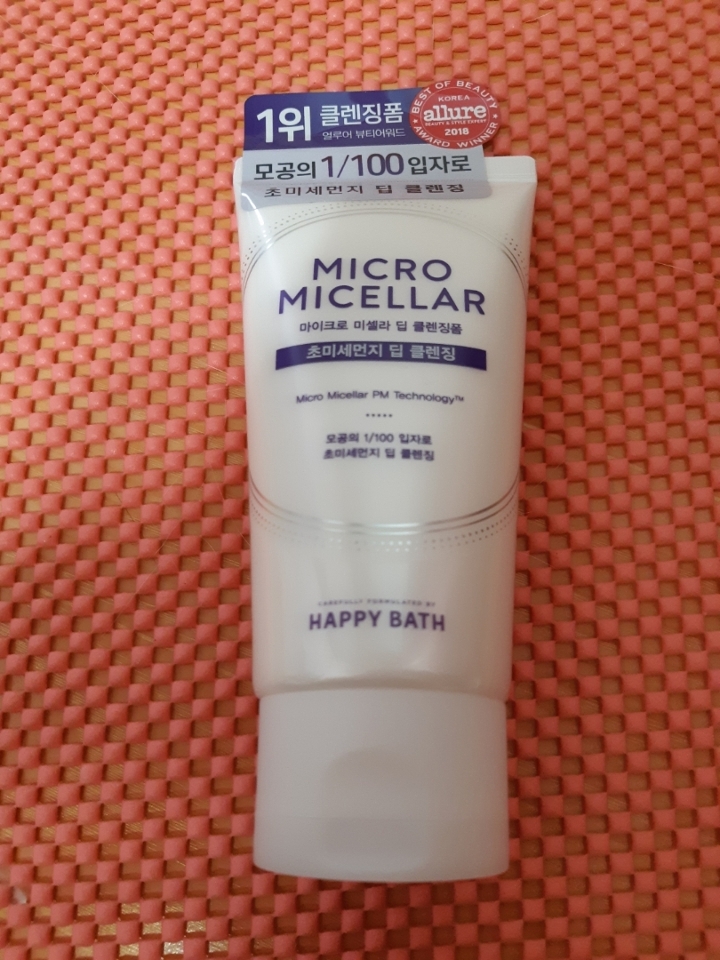 1위 클렌징폼
얼루어 뷰티어워드
BEST OF BEAUTY
KOREA
allure
BEAUTY & STYLE EXPERT
2018
AWARD WINNER
모공의 1/100 입자로
초미세먼지 딥 클렌징
MICRO
MICELLAR
마이크로 미셀라 딥 클렌징폼
초미세먼지 딥 클렌징
Micro Micellar PM Technology™
모공의 1/100 입자로
초미세먼지 딥 클렌징
CAREFULLY FORMULATED BY
HAPPY BATH